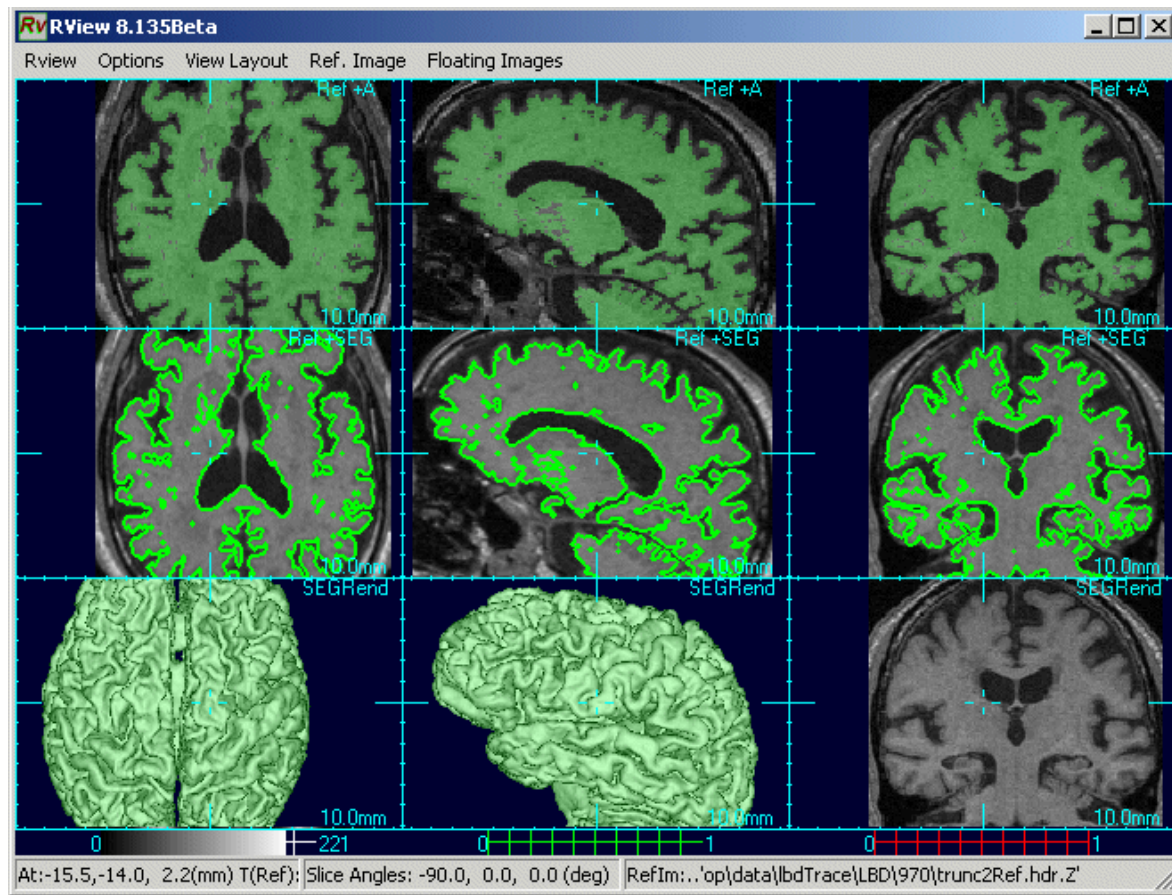 Rv RView 8.135Beta
Rview Options View Layout Ref. Image Floating Images
Ref +A
10.0mm
Ref +A
10.0mm
Ref +A
10.0mm
Ref +SEG
10.0mm
Ref +SEG
10.0mm
Ref +SEG
10.0mm
SEGRend
10.0mm
SEGRend
10.0mm
SEGRend
10.0mm
0 221 0 1 0 1
At:-15.5,-14.0, 2.2(mm) T(Ref): Slice Angles: -90.0, 0.0, 0.0 (deg) RefIm:..'op\data\lbdTrace\LBD\970\trunc2Ref.hdr.Z'